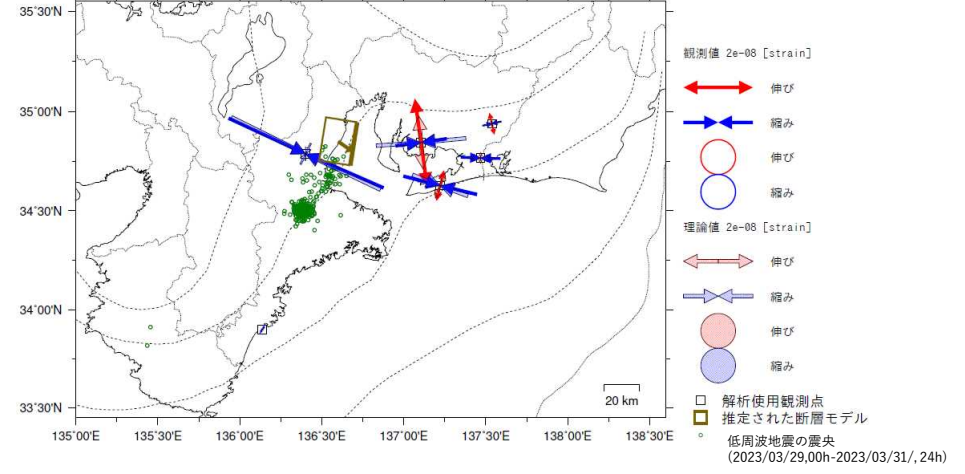 35°30'N
35°00'N
34°30'N
34°00'N
33°30'N
135°00'E 135°30'E 136°00'E 136°30'E 137°00'E 137°30'E 138°00'E 138°30'E
20 km
観測値 2e-08 [strain]
伸び
縮み
伸び
縮み
理論値 2e-08 [strain]
伸び
縮み
伸び
縮み
解析使用観測点
推定された断層モデル
低周波地震の震央
(2023/03/29,00h-2023/03/31/, 24h)